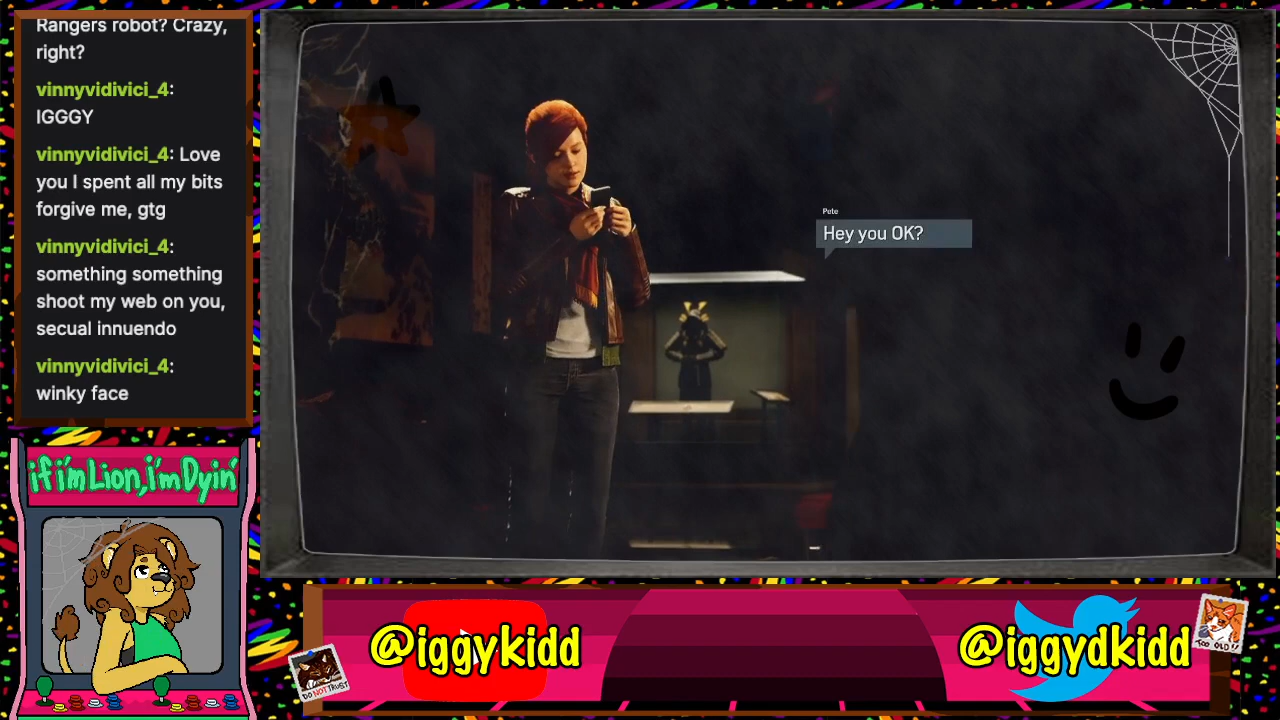 Rangers robot? Crazy,
right?
vinnyvidivici_4:
IGGGY
vinnyvidivici_4: Love
you I spent all my bits
forgive me, gtg
vinnyvidivici_4:
something something
shoot my web on you,
secual innuendo
vinnyvidivici_4:
winky face
Pete
Hey you OK?
if i'm Lion, i'm Dyin'
@iggykidd
DO NOT TRUST
@iggydkidd
TOO OLD!!